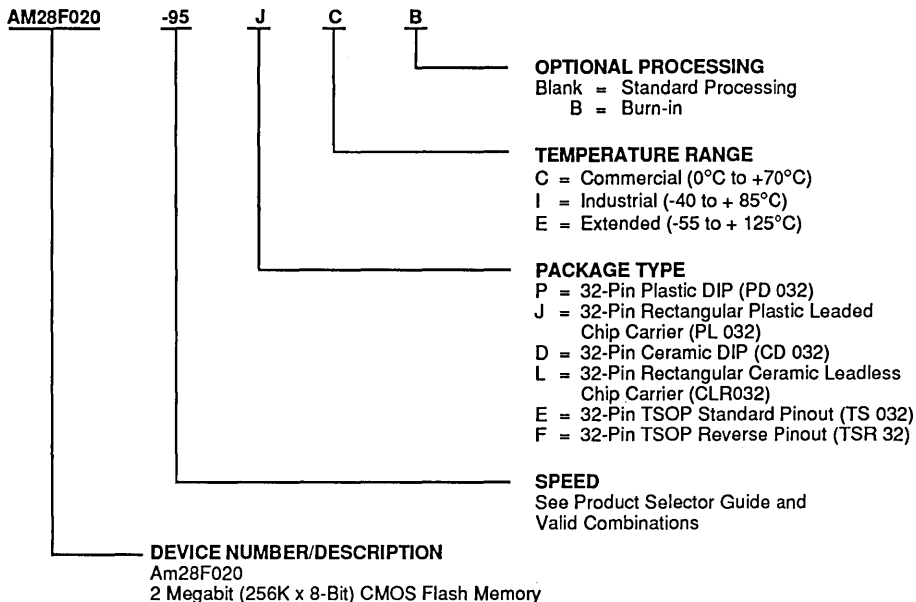 AM28F020 -95 J C B
OPTIONAL PROCESSING
Blank = Standard Processing
B = Burn-in
TEMPERATURE RANGE
C = Commercial (0°C to +70°C)
I = Industrial (-40 to + 85°C)
E = Extended (-55 to + 125°C)
PACKAGE TYPE
P = 32-Pin Plastic DIP (PD 032)
J = 32-Pin Rectangular Plastic Leaded
Chip Carrier (PL 032)
D = 32-Pin Ceramic DIP (CD 032)
L = 32-Pin Rectangular Ceramic Leadless
Chip Carrier (CLR032)
E = 32-Pin TSOP Standard Pinout (TS 032)
F = 32-Pin TSOP Reverse Pinout (TSR 32)
SPEED
See Product Selector Guide and
Valid Combinations
DEVICE NUMBER/DESCRIPTION
Am28F020
2 Megabit (256K x 8-Bit) CMOS Flash Memory